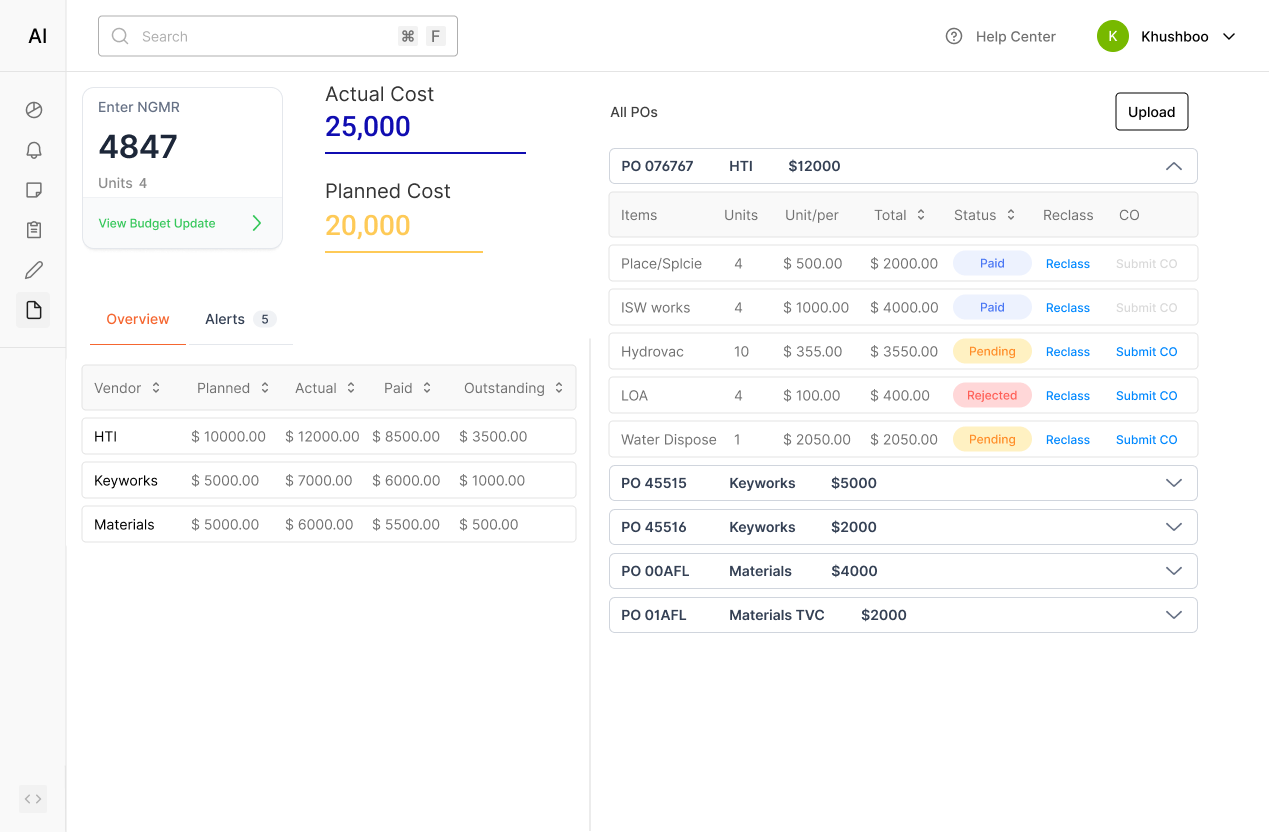 AI
Search ⌘ F
Help Center
K Khushboo
Enter NGMR
4847
Units 4
View Budget Update
Actual Cost
25,000
Planned Cost
20,000
Overview Alerts 5
Vendor Planned Actual Paid Outstanding
HTI $ 10000.00 $ 12000.00 $ 8500.00 $ 3500.00
Keyworks $ 5000.00 $ 7000.00 $ 6000.00 $ 1000.00
Materials $ 5000.00 $ 6000.00 $ 5500.00 $ 500.00
All POs Upload
PO 076767 HTI $12000
Items Units Unit/per Total Status Reclass CO
Place/Splcie 4 $ 500.00 $ 2000.00 Paid Reclass Submit CO
ISW works 4 $ 1000.00 $ 4000.00 Paid Reclass Submit CO
Hydrovac 10 $ 355.00 $ 3550.00 Pending Reclass Submit CO
LOA 4 $ 100.00 $ 400.00 Rejected Reclass Submit CO
Water Dispose 1 $ 2050.00 $ 2050.00 Pending Reclass Submit CO
PO 45515 Keyworks $5000
PO 45516 Keyworks $2000
PO 00AFL Materials $4000
PO 01AFL Materials TVC $2000